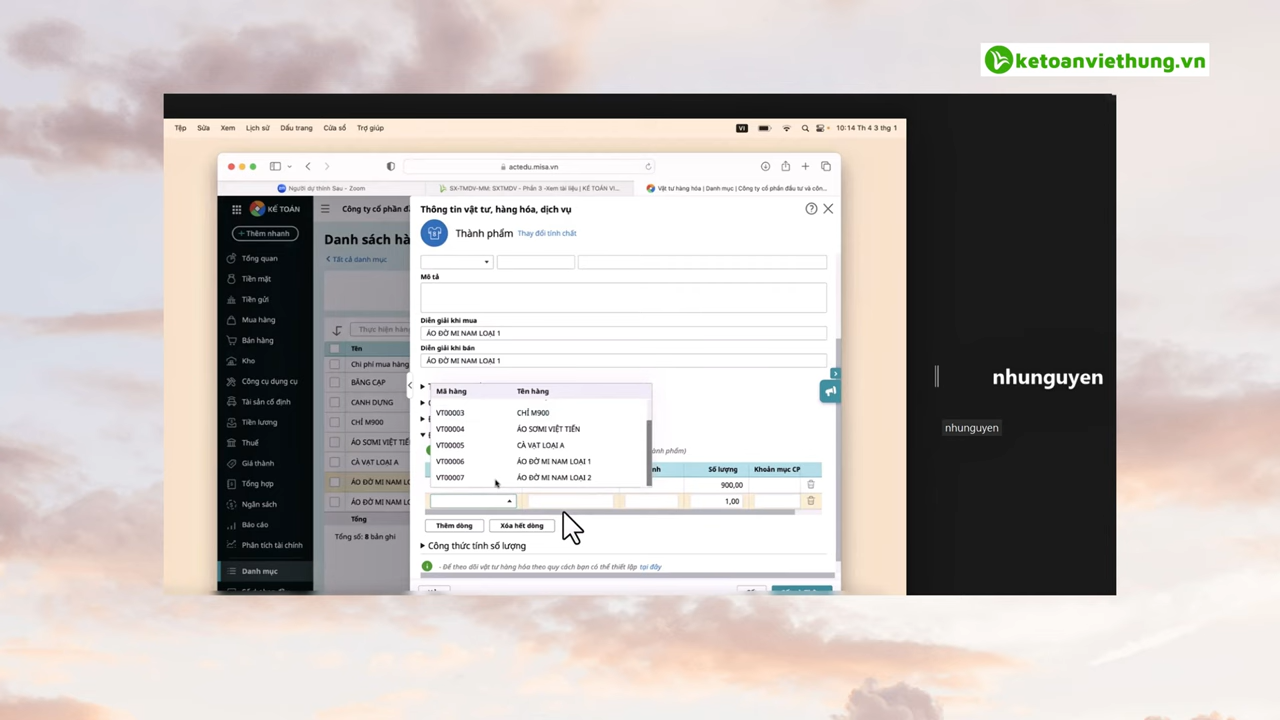 ketoanviethung.vn
Tệp Sửa Xem Lịch sử Dấu trang Cửa sổ Trợ giúp VI 10:14 Th 4 3 thg 1
actedu.misa.vn
Người dự thính Sau - Zoom
SX-TMDV-MM: SXTMDV - Phần 3 -Xem tài liệu | KẾ TOÁN VI...
Vật tư hàng hóa | Danh mục | Công ty cổ phần đầu tư và côn...
KẾ TOÁN
Công ty cổ phần đầ
Thông tin vật tư, hàng hóa, dịch vụ
+ Thêm nhanh
Danh sách hà
Thành phẩm Thay đổi tính chất
Tất cả danh mục
Tổng quan
Tiền mặt
Tiền gửi
Mua hàng
Bán hàng
Kho
Công cụ dụng cụ
Tài sản cố định
Tiền lương
Thuế
Giá thành
Tổng hợp
Ngân sách
Báo cáo
Phân tích tài chính
Danh mục
Thực hiện hàn
Tên
Chi phí mua hàng
BĂNG CẠP
CANH DỰNG
CHỈ M900
ÁO SƠMI VIỆT TIẾ
CÀ VẠT LOẠI A
ÁO ĐỜ MI NAM LO
ÁO ĐỜ MI NAM LO
Tổng
Tổng số: 8 bản ghi
Mô tả
Diễn giải khi mua
ÁO ĐỜ MI NAM LOẠI 1
Diễn giải khi bán
ÁO ĐỜ MI NAM LOẠI 1
Mã hàng Tên hàng
VT00003 CHỈ M900
VT00004 ÁO SƠMI VIỆT TIẾN
VT00005 CÀ VẠT LOẠI A
VT00006 ÁO ĐỜ MI NAM LOẠI 1
VT00007 ÁO ĐỜ MI NAM LOẠI 2
ành phẩm)
nh Số lượng Khoản mục CP
900,00
1,00
Thêm dòng Xóa hết dòng
Công thức tính số lượng
- Để theo dõi vật tư hàng hóa theo quy cách bạn có thể thiết lập tại đây
nhunguyen
nhunguyen